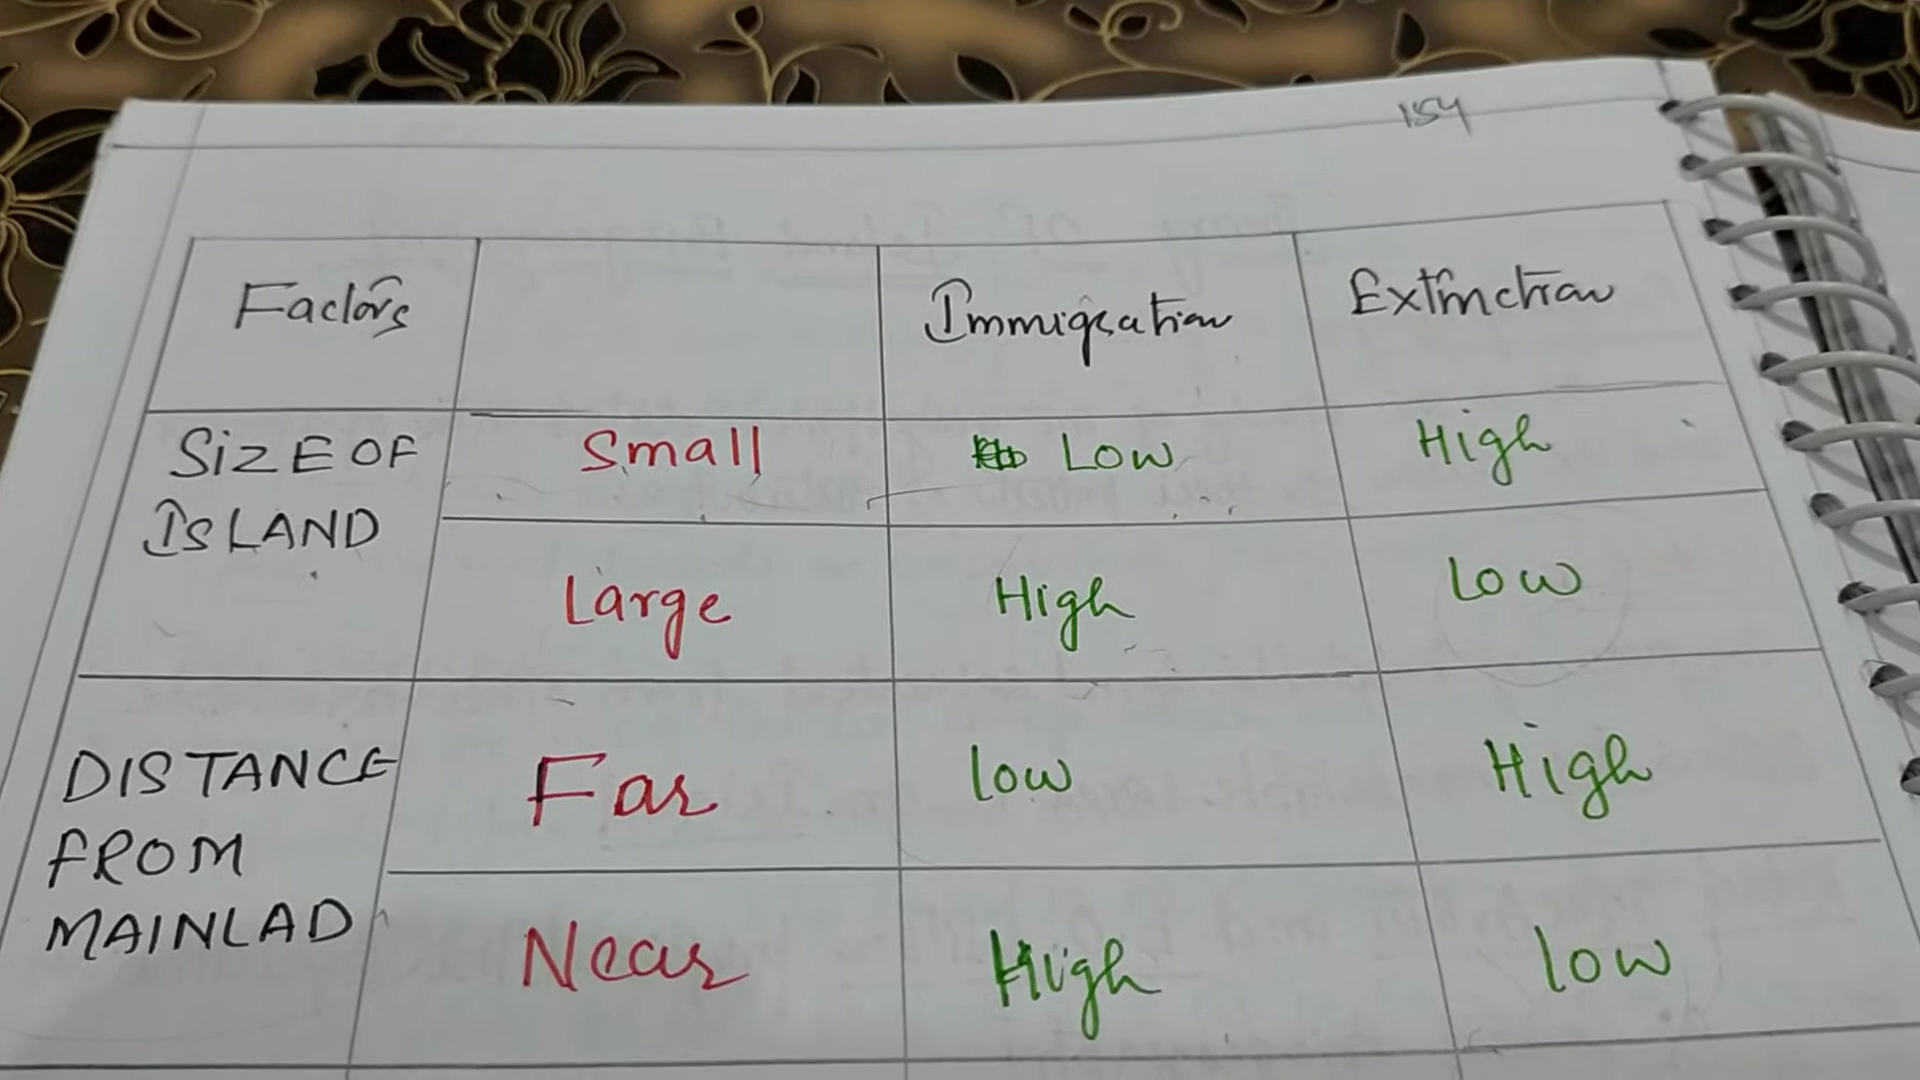 154
Factors Immigration Extinction
SiZE OF Small Low High
ISLAND
Large High Low
DISTANCE Far low High
FROM
MAINLAD Near High low